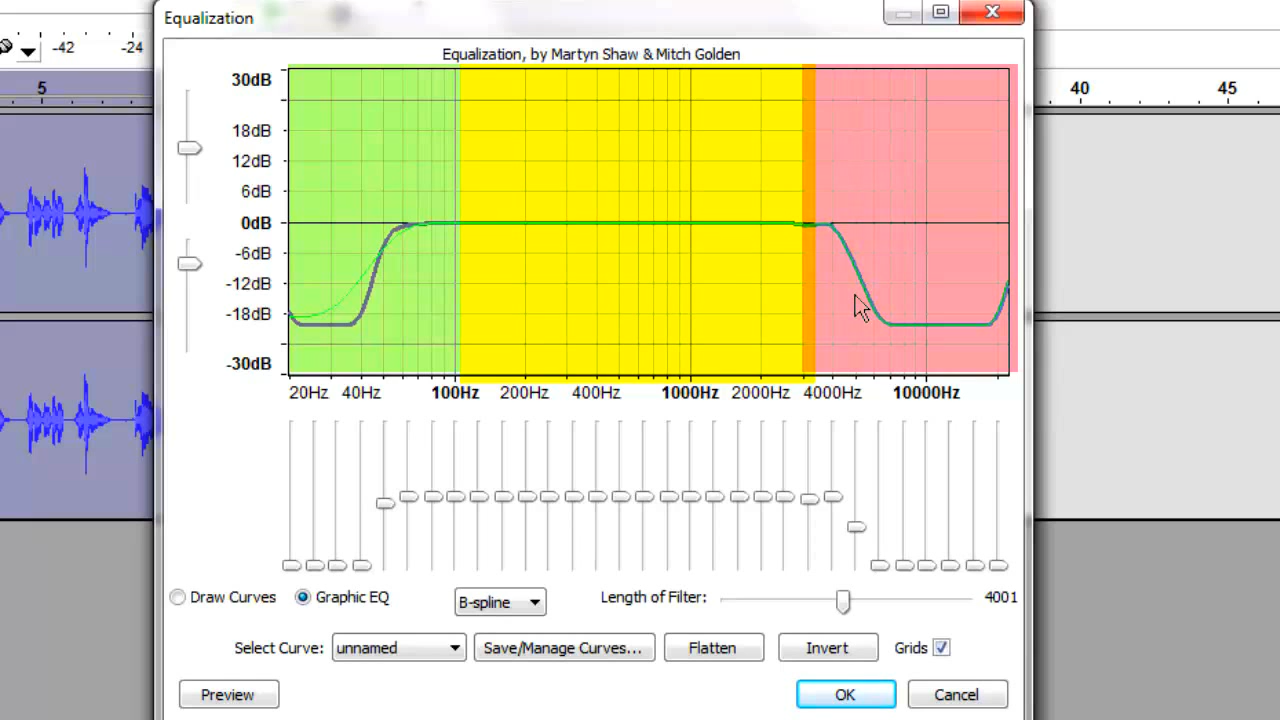 Equalization
-42 -24
5 40 45
Equalization, by Martyn Shaw & Mitch Golden
30dB
18dB
12dB
6dB
0dB
-6dB
-12dB
-18dB
-30dB
20Hz 40Hz 100Hz 200Hz 400Hz 1000Hz 2000Hz 4000Hz 10000Hz
Draw Curves Graphic EQ B-spline Length of Filter: 4001
Select Curve: unnamed Save/Manage Curves... Flatten Invert Grids
Preview OK Cancel